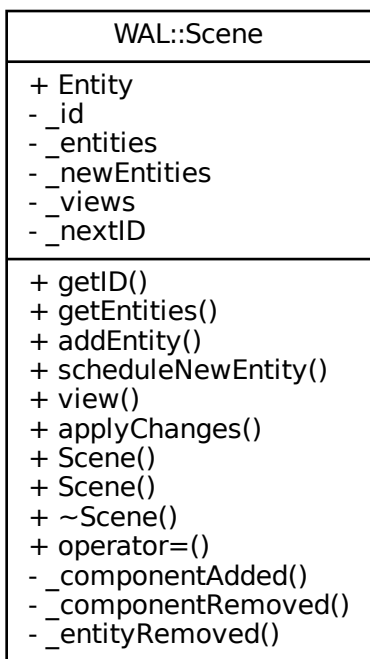 WAL::Scene
+ Entity
- _id
- _entities
- _newEntities
- _views
- _nextID
+ getID()
+ getEntities()
+ addEntity()
+ scheduleNewEntity()
+ view()
+ applyChanges()
+ Scene()
+ Scene()
+ ~Scene()
+ operator=()
- _componentAdded()
- _componentRemoved()
- _entityRemoved()